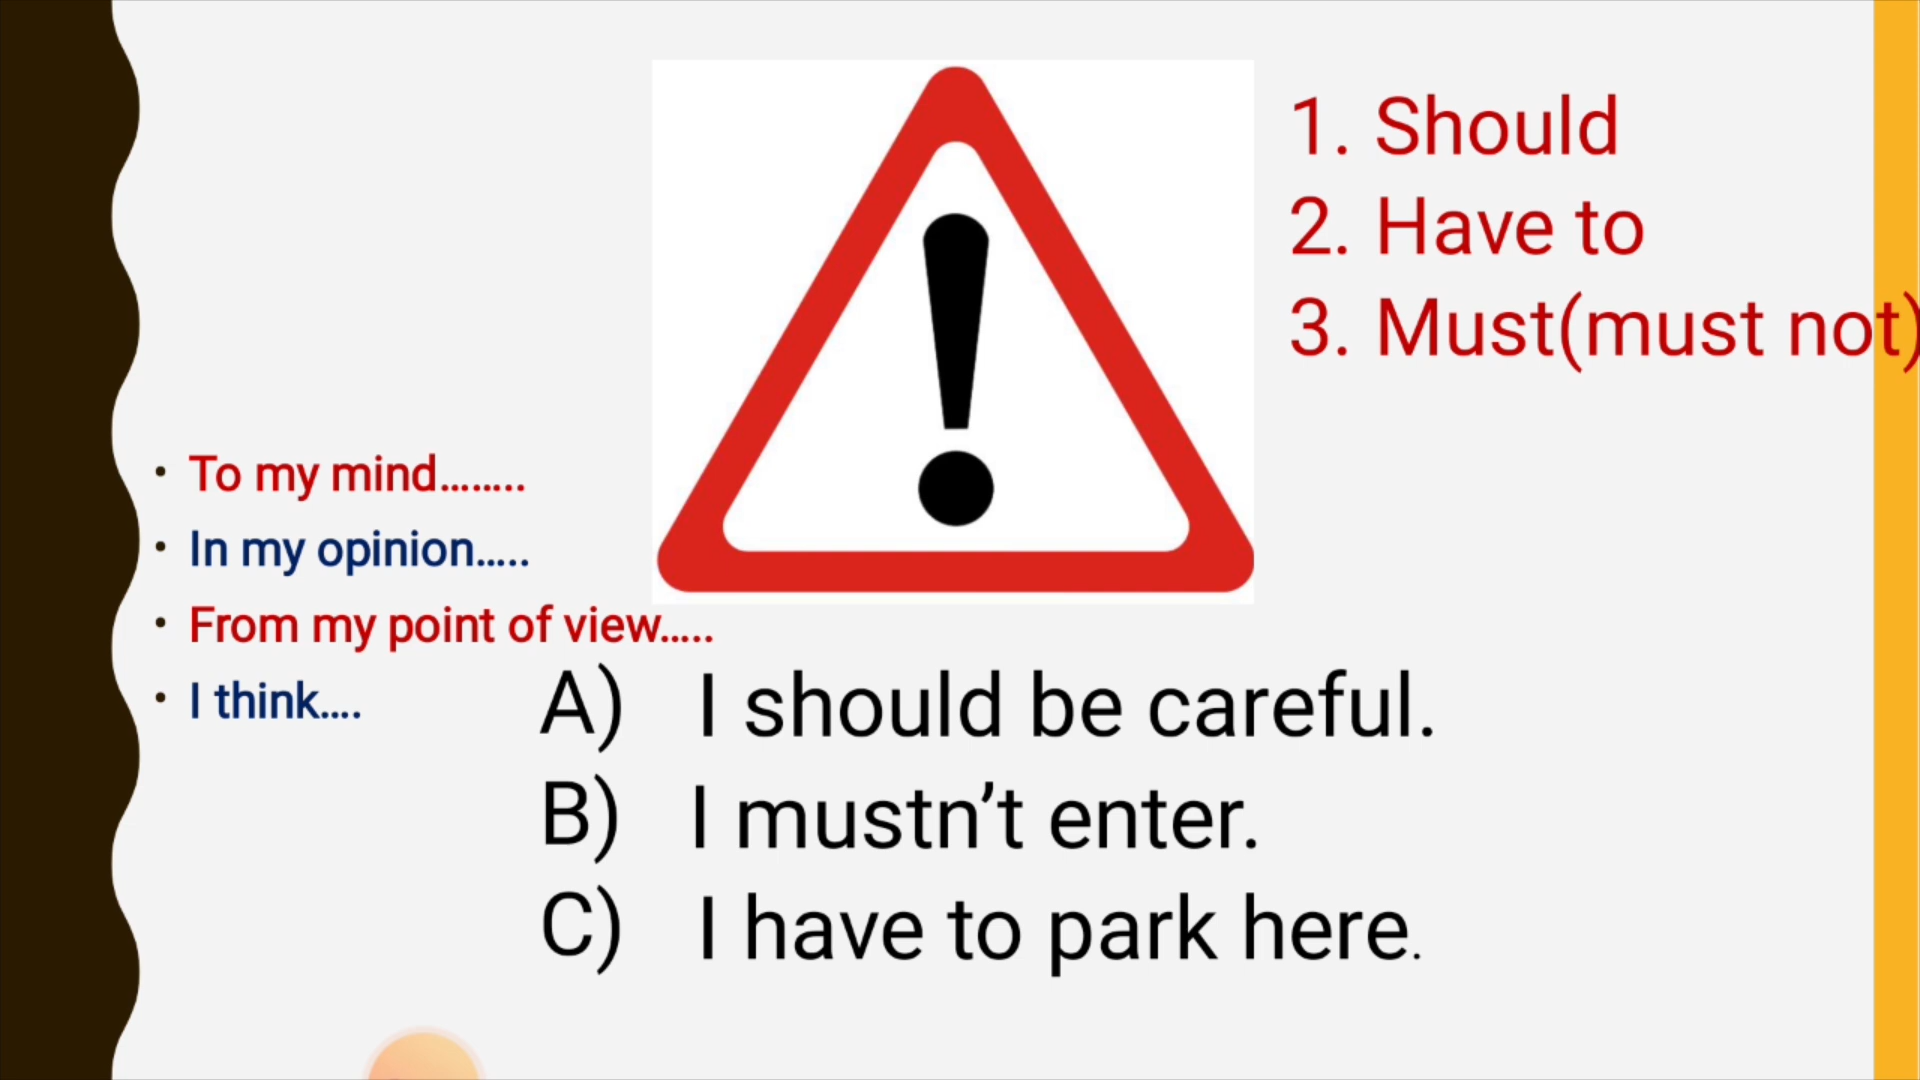 1. Should
2. Have to
3. Must(must not)
• To my mind........
• In my opinion.....
• From my point of view.....
• I think....
A) I should be careful.
B) I mustn’t enter.
C) I have to park here.